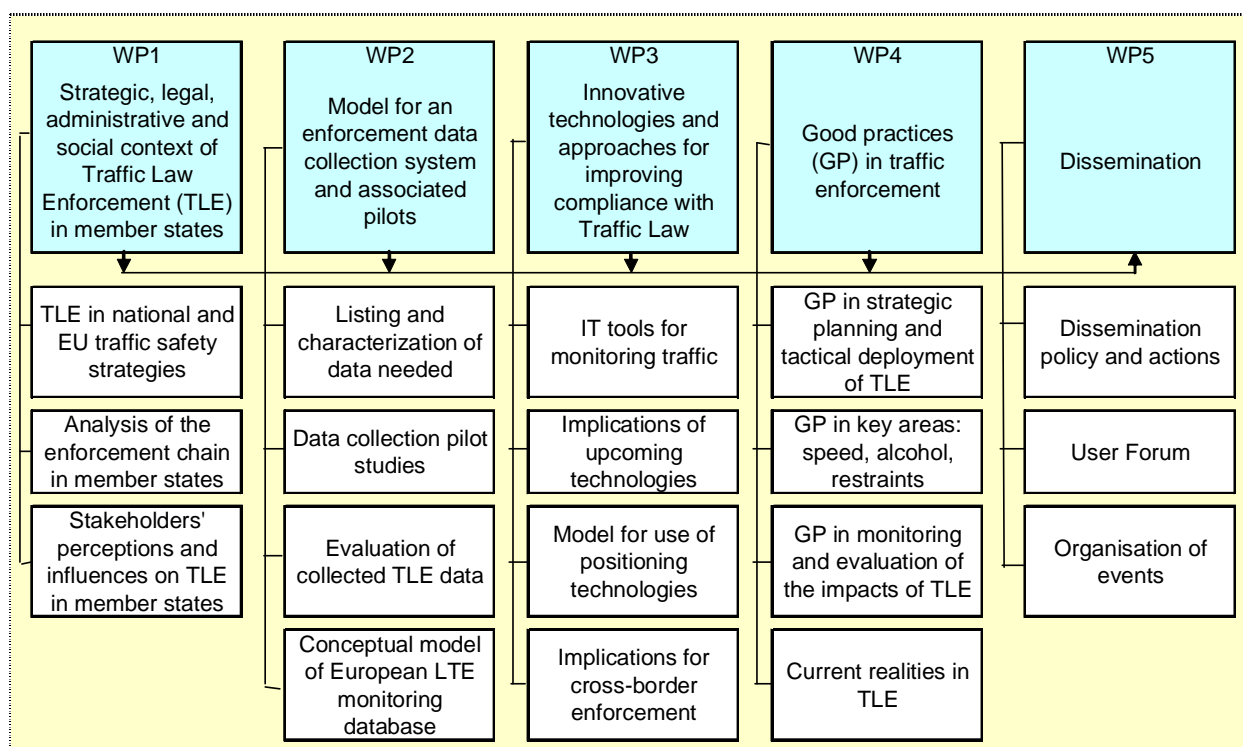 WP1
Strategic, legal,
administrative and
social context of
Traffic Law
Enforcement (TLE)
in member states
TLE in national and
EU traffic safety
strategies
Analysis of the
enforcement chain
in member states
Stakeholders'
perceptions and
influences on TLE
in member states
WP2
Model for an
enforcement data
collection system
and associated
pilots
Listing and
characterization of
data needed
Data collection pilot
studies
Evaluation of
collected TLE data
Conceptual model
of European LTE
monitoring
database
WP3
Innovative
technologies and
approaches for
improving
compliance with
Traffic Law
IT tools for
monitoring traffic
Implications of
upcoming
technologies
Model for use of
positioning
technologies
Implications for
cross-border
enforcement
WP4
Good practices
(GP) in traffic
enforcement
GP in strategic
planning and
tactical deployment
of TLE
GP in key areas:
speed, alcohol,
restraints
GP in monitoring
and evaluation of
the impacts of TLE
Current realities in
TLE
WP5
Dissemination
Dissemination
policy and actions
User Forum
Organisation of
events